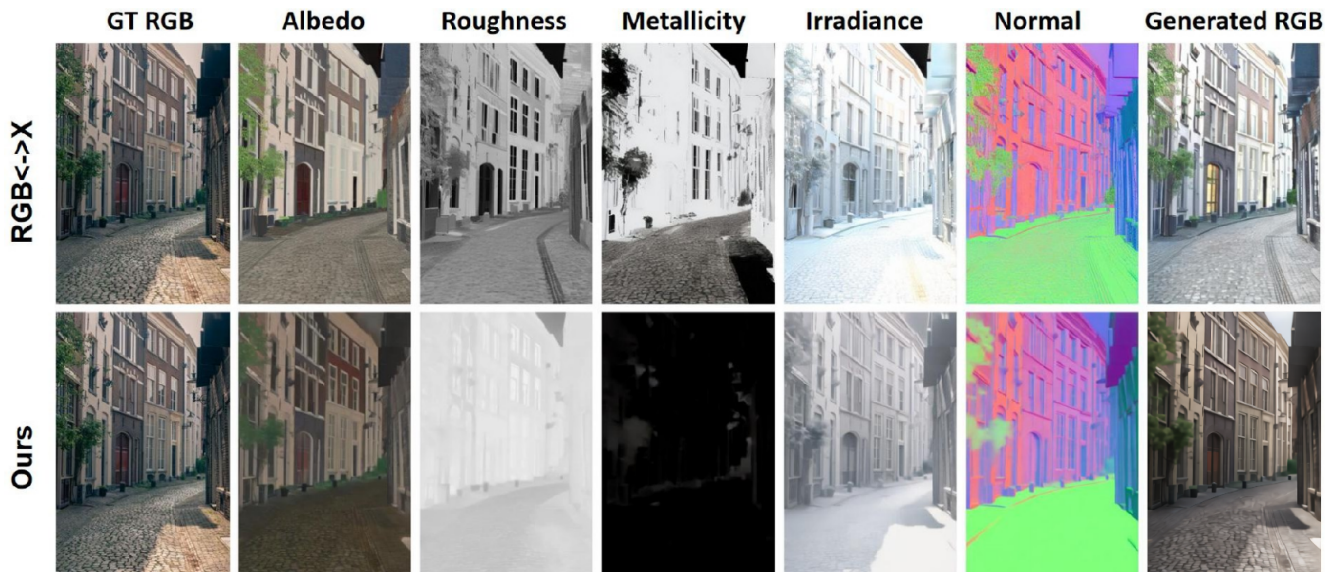 GT RGB Albedo Roughness Metallicity Irradiance Normal Generated RGB
RGB<->X
Ours